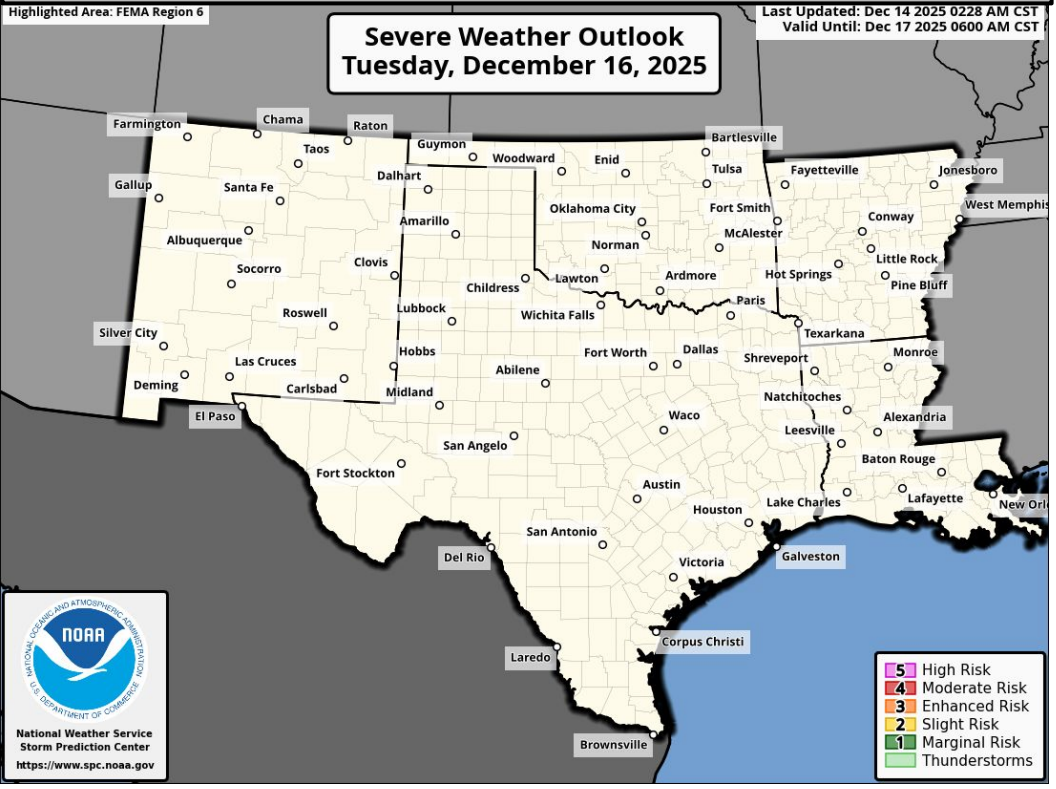 Highlighted Area: FEMA Region 6
Severe Weather Outlook
Tuesday, December 16, 2025
Last Updated: Dec 14 2025 0228 AM CST
Valid Until: Dec 17 2025 0600 AM CST
Farmington
Chama
Raton
Taos
Guymon
Woodward
Enid
Bartlesville
Tulsa
Fayetteville
Jonesboro
Gallup
Santa Fe
Dalhart
Oklahoma City
Fort Smith
West Memphis
Amarillo
Conway
Albuquerque
Norman
McAlester
Socorro
Clovis
Lawton
Ardmore
Hot Springs
Little Rock
Childress
Pine Bluff
Roswell
Lubbock
Wichita Falls
Paris
Silver City
Texarkana
Las Cruces
Hobbs
Fort Worth
Dallas
Shreveport
Monroe
Deming
Carlsbad
Midland
Abilene
Natchitoches
El Paso
Waco
Leesville
Alexandria
San Angelo
Fort Stockton
Baton Rouge
Austin
Houston
Lake Charles
Lafayette
New Orl
San Antonio
Del Rio
Victoria
Galveston
Corpus Christi
Laredo
Brownsville
NATIONAL OCEANIC AND ATMOSPHERIC ADMINISTRATION
NOAA
U.S. DEPARTMENT OF COMMERCE
National Weather Service
Storm Prediction Center
https://www.spc.noaa.gov
5 High Risk
4 Moderate Risk
3 Enhanced Risk
2 Slight Risk
1 Marginal Risk
Thunderstorms